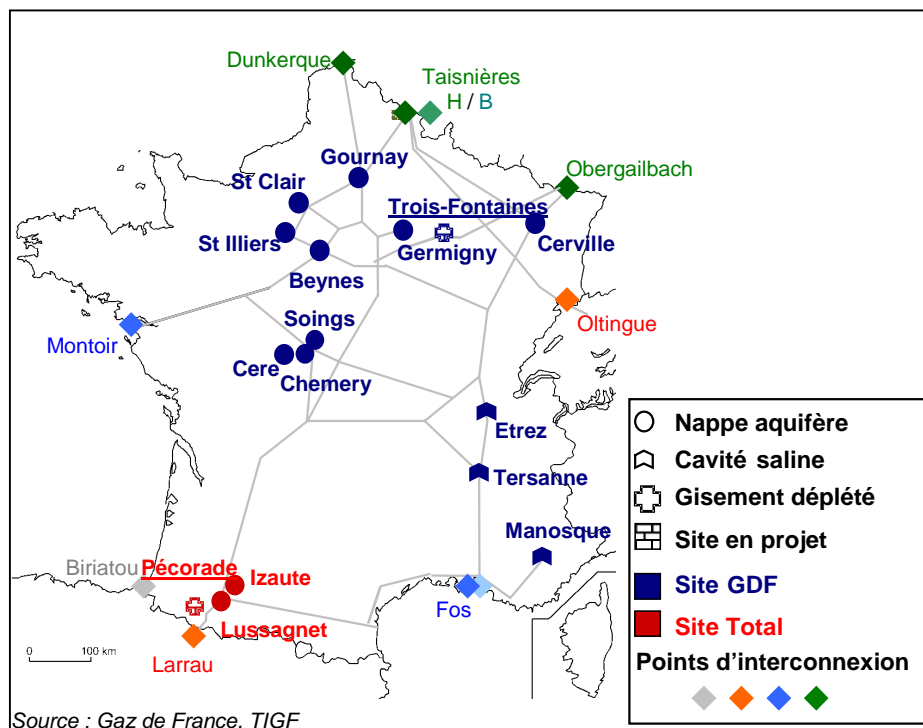 Dunkerque
Taisnières
H / B
Gournay
Obergailbach
St Clair
Trois-Fontaines
St Illiers
Germigny
Cerville
Beynes
Soings
Oltingue
Montoir
Cere
Chemery
Etrez
Tersanne
Manosque
Biriatou
Pécorade
Izaute
Fos
Lussagnet
Larrau
0
100 km
Nappe aquifère
Cavité saline
Gisement déplété
Site en projet
Site GDF
Site Total
Points d'interconnexion
Source : Gaz de France, TIGF